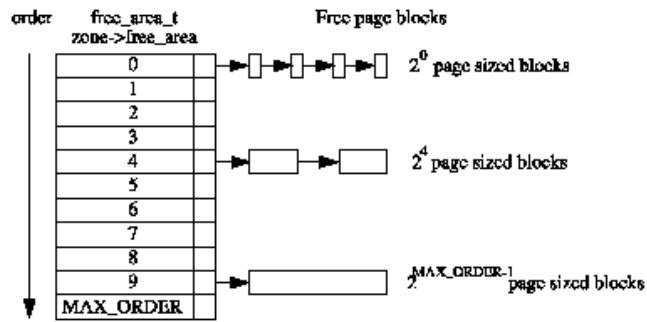 order free_area_t Free page blocks
zone->free_area
0 2^0 page sized blocks
1
2
3
4 2^4 page sized blocks
5
6
7
8
9 2^MAX_ORDER-1 page sized blocks
MAX_ORDER